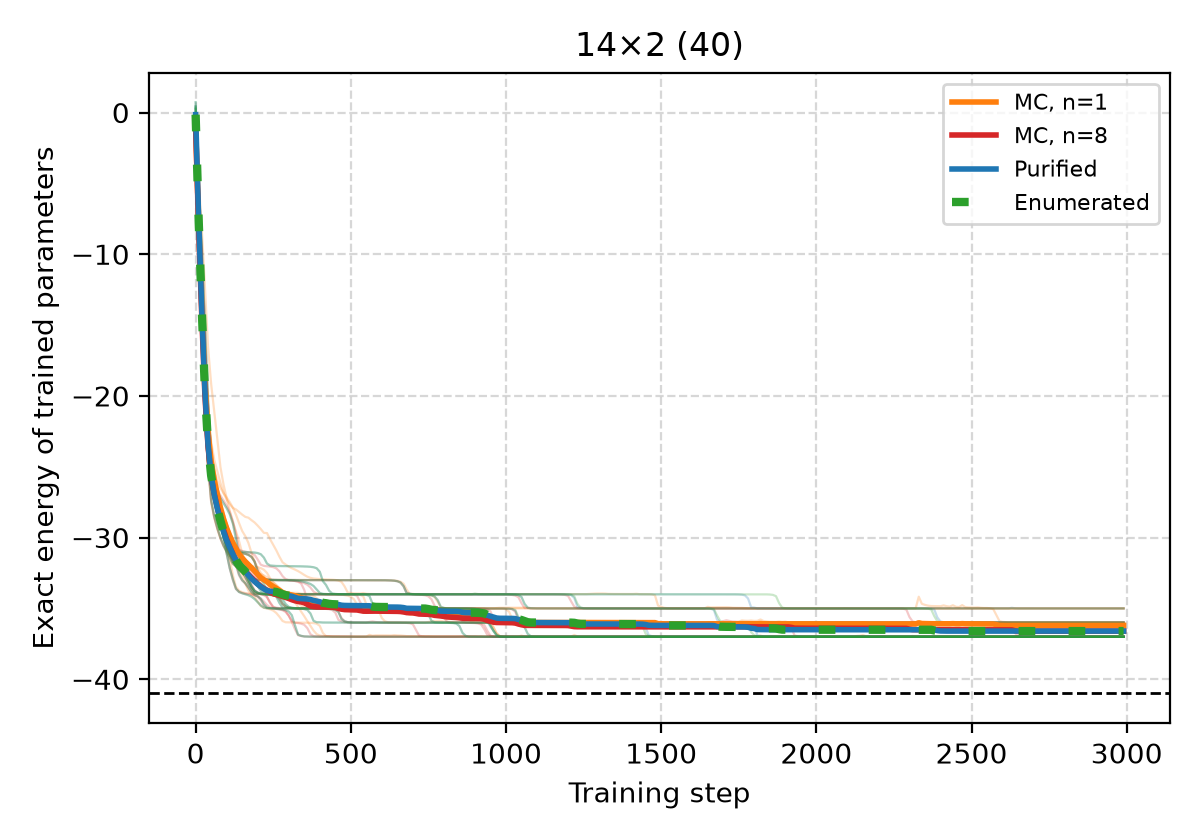 14×2 (40)
Exact energy of trained parameters
0
−10
−20
−30
−40
MC, n=1
MC, n=8
Purified
Enumerated
0 500 1000 1500 2000 2500 3000
Training step